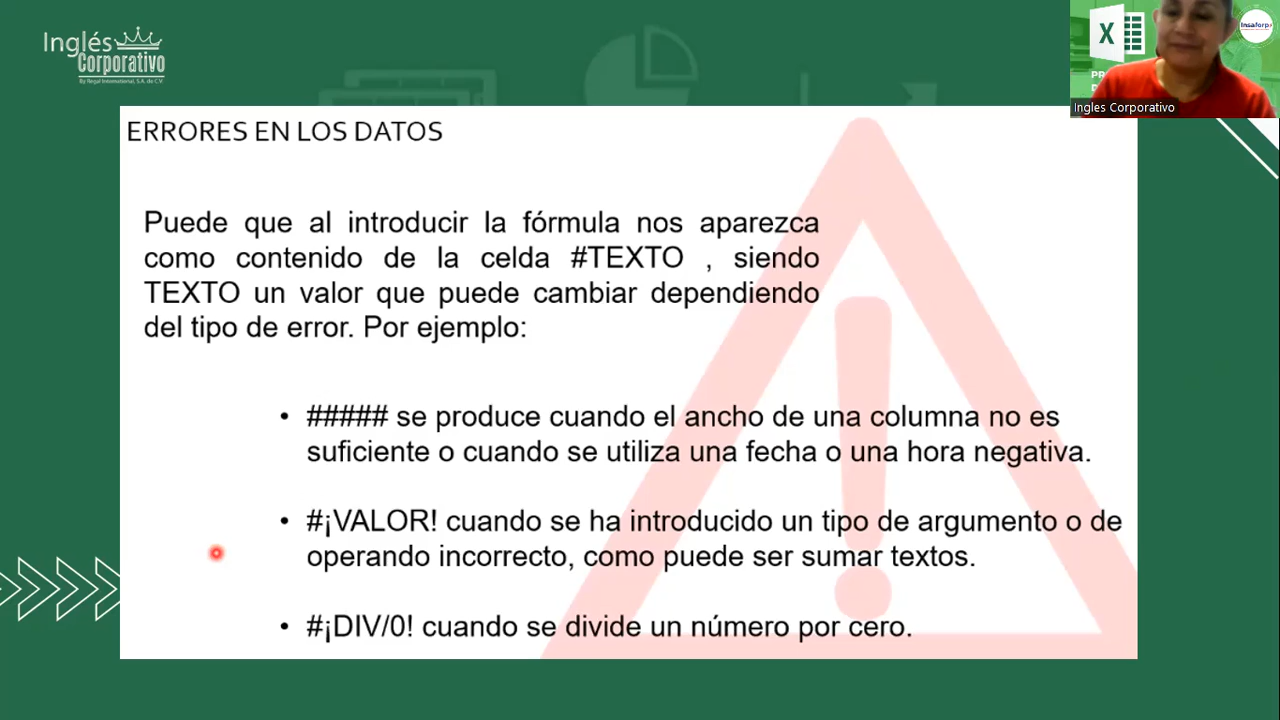 Inglés
Corporativo
By Regal International, S.A. de C.V.
X
Insaforp
PR
D
Ingles Corporativo
ERRORES EN LOS DATOS
Puede que al introducir la fórmula nos aparezca
como contenido de la celda #TEXTO , siendo
TEXTO un valor que puede cambiar dependiendo
del tipo de error. Por ejemplo:
• ##### se produce cuando el ancho de una columna no es
suficiente o cuando se utiliza una fecha o una hora negativa.
• #¡VALOR! cuando se ha introducido un tipo de argumento o de
operando incorrecto, como puede ser sumar textos.
• #¡DIV/0! cuando se divide un número por cero.